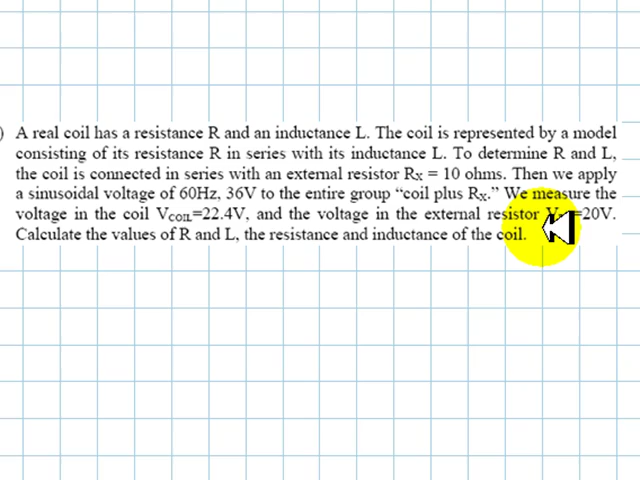 ) A real coil has a resistance R and an inductance L. The coil is represented by a model
consisting of its resistance R in series with its inductance L. To determine R and L,
the coil is connected in series with an external resistor Rx = 10 ohms. Then we apply
a sinusoidal voltage of 60Hz, 36V to the entire group “coil plus Rx.” We measure the
voltage in the coil VCOIL=22.4V, and the voltage in the external resistor =20V.
Calculate the values of R and L, the resistance and inductance of the coil.